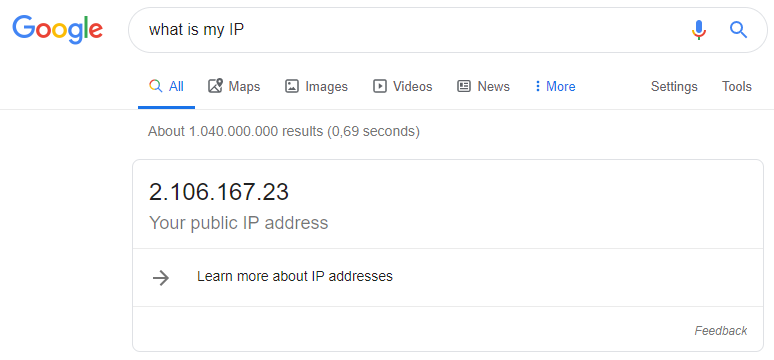 Google what is my IP
All Maps Images Videos News More Settings Tools
About 1.040.000.000 results (0,69 seconds)
2.106.167.23
Your public IP address
Learn more about IP addresses
Feedback